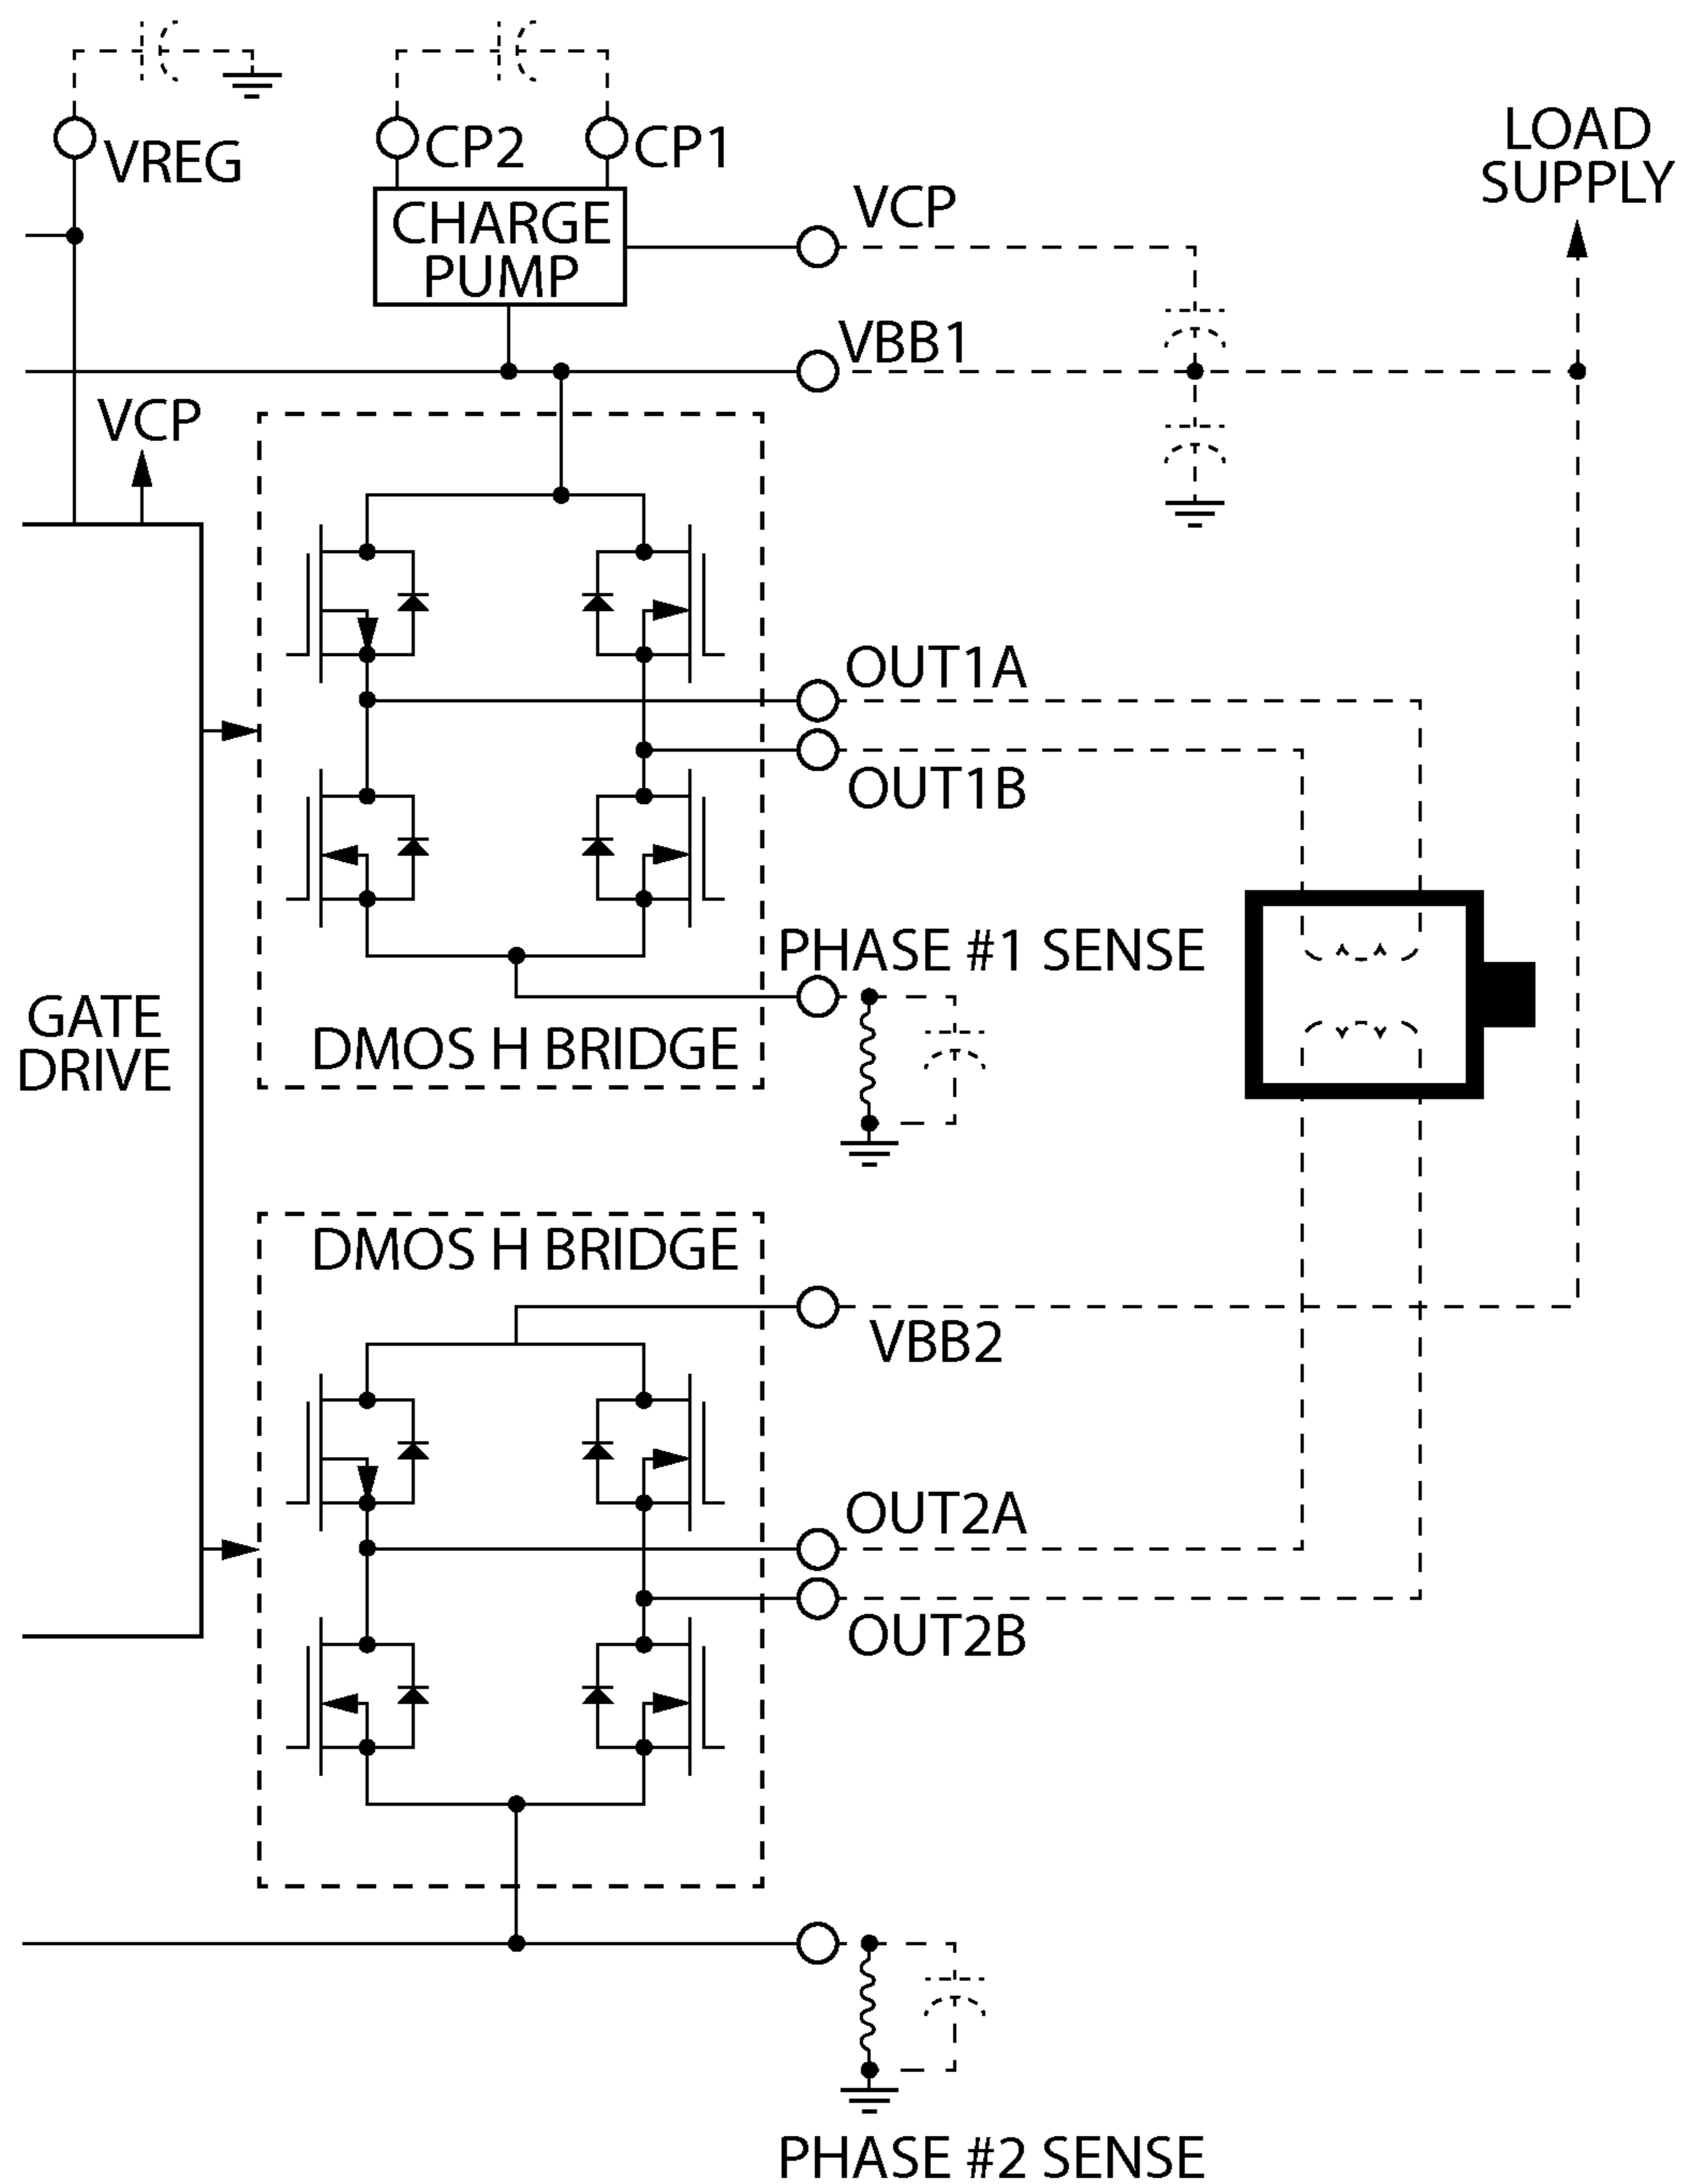 VREG
CP2
CP1
CHARGE
PUMP
VCP
LOAD
SUPPLY
VBB1
VCP
OUT1A
OUT1B
PHASE #1 SENSE
GATE
DRIVE
DMOS H BRIDGE
DMOS H BRIDGE
VBB2
OUT2A
OUT2B
PHASE #2 SENSE